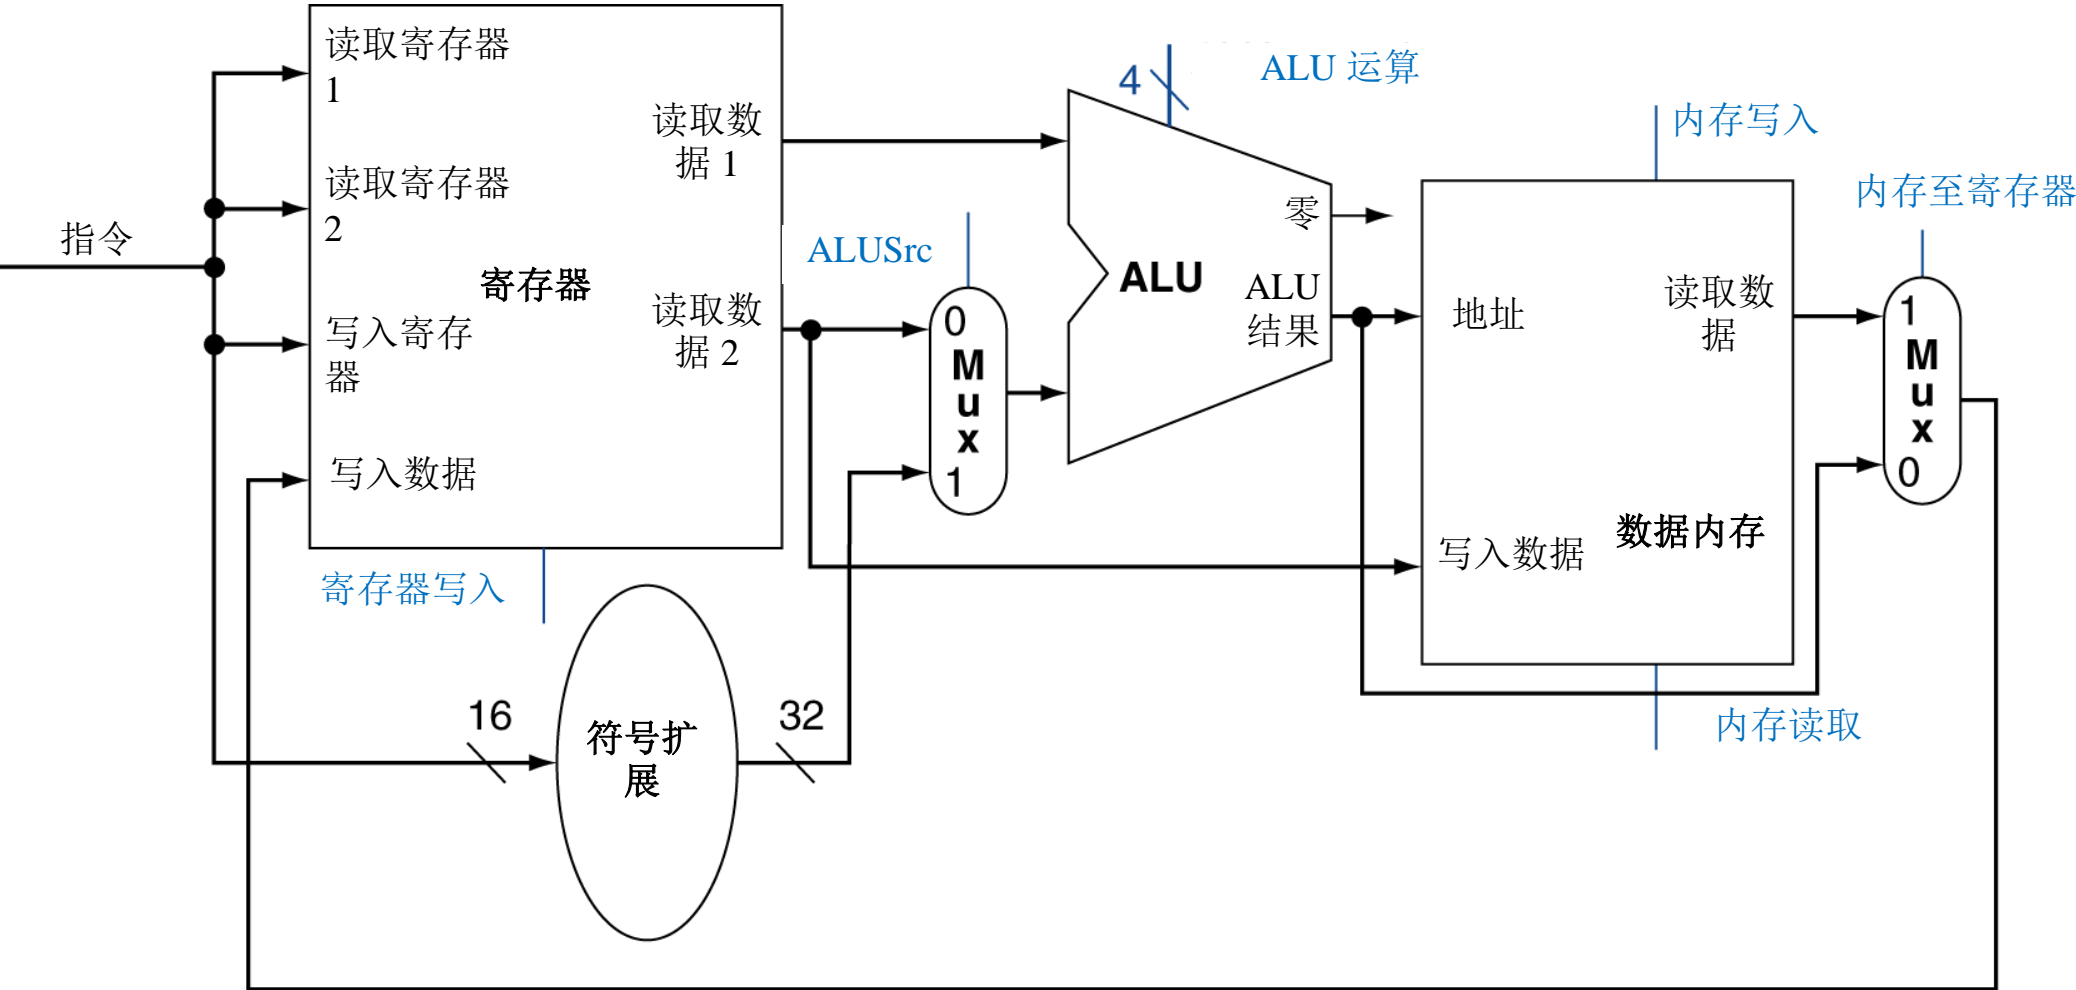 读取寄存器
1
读取寄存器
2
指令
寄存器
写入寄存
器
写入数据
读取数
据 1
读取数
据 2
寄存器写入
16
符号扩
展
32
ALUSrc
0
M
u
x
1
4
ALU 运算
ALU
零
ALU
结果
内存写入
地址
读取数
据
写入数据
数据内存
内存读取
内存至寄存器
1
M
u
x
0